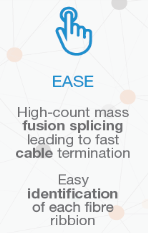 EASE
High-count mass
fusion splicing
leading to fast
cable termination
Easy
identification
of each fibre
ribbion